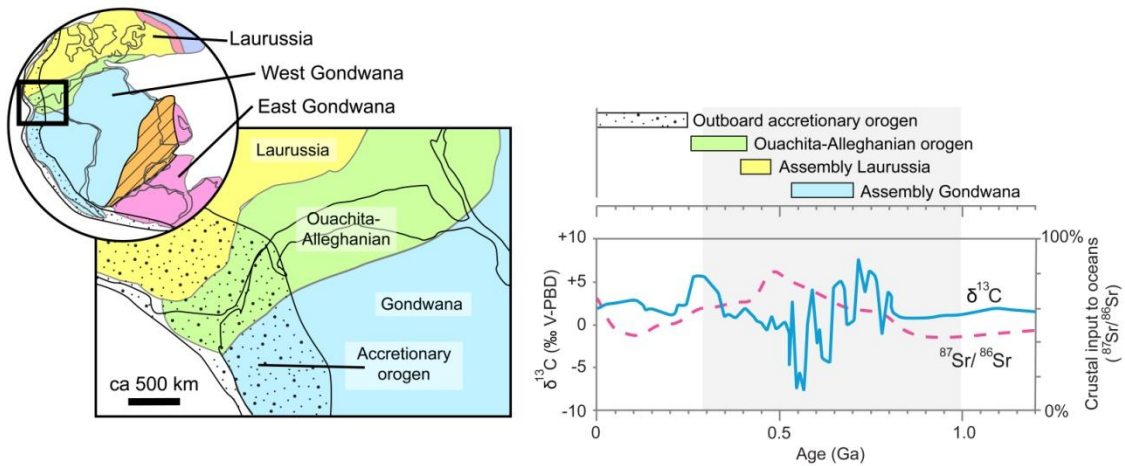 Laurussia
West Gondwana
East Gondwana
Laurussia
Ouachita-
Alleghanian
Gondwana
Accretionary
orogen
ca 500 km
Outboard accretionary orogen
Ouachita-Alleghanian orogen
Assembly Laurussia
Assembly Gondwana
+10
+5
0
-5
-10
δ¹³C (‰ V-PBD)
δ¹³C
⁸⁷Sr/ ⁸⁶Sr
100%
0%
Crustal input to oceans
( ⁸⁷Sr/⁸⁶Sr)
0
0.5
1.0
Age (Ga)